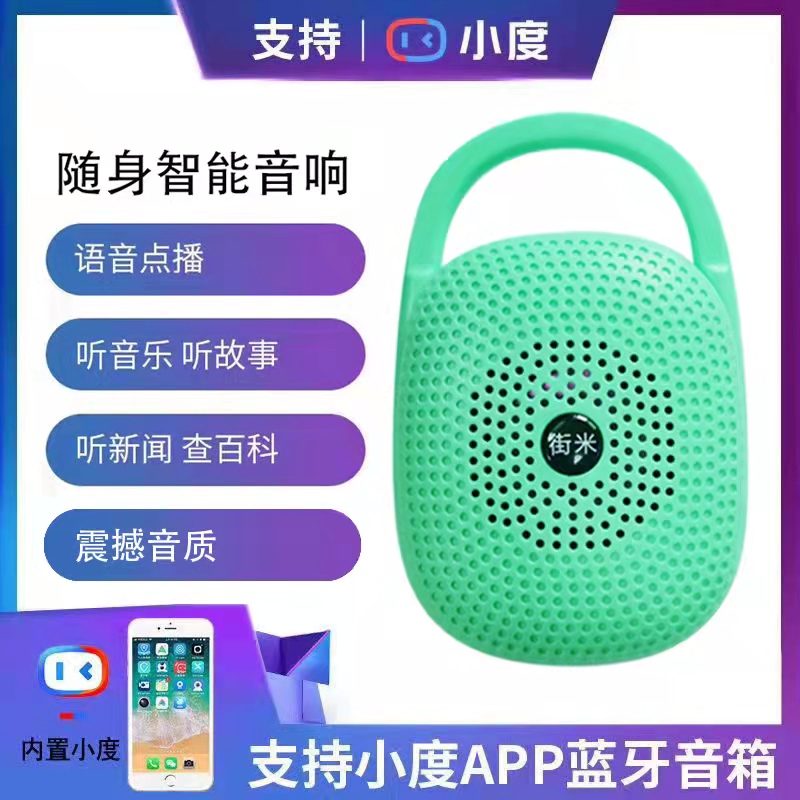 支持 小度
随身智能音响
语音点播
听音乐 听故事
听新闻 查百科
震撼音质
街米
内置小度
支持小度APP蓝牙音箱